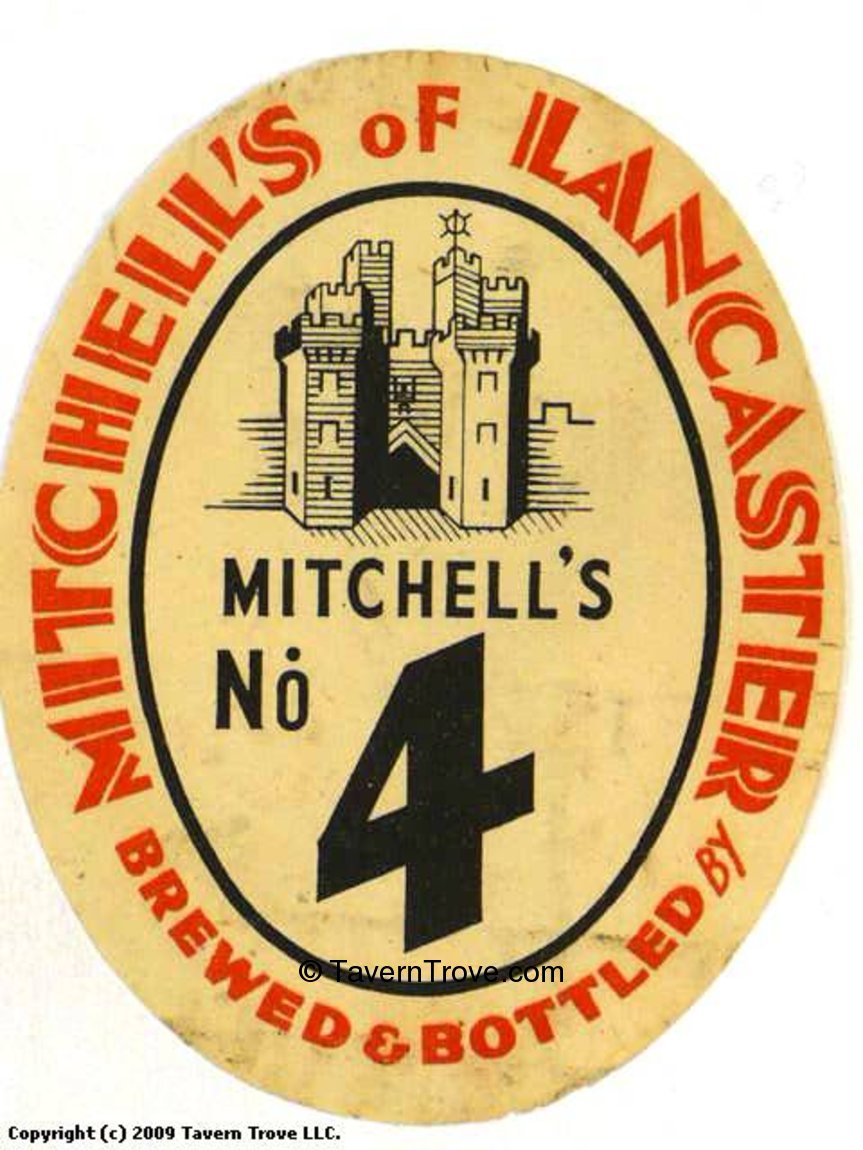 MITCHELL'S OF LANCASTER
MITCHELL'S
No 4
BREWED & BOTTLED BY
© TavernTrove.com
Copyright (c) 2009 Tavern Trove LLC.